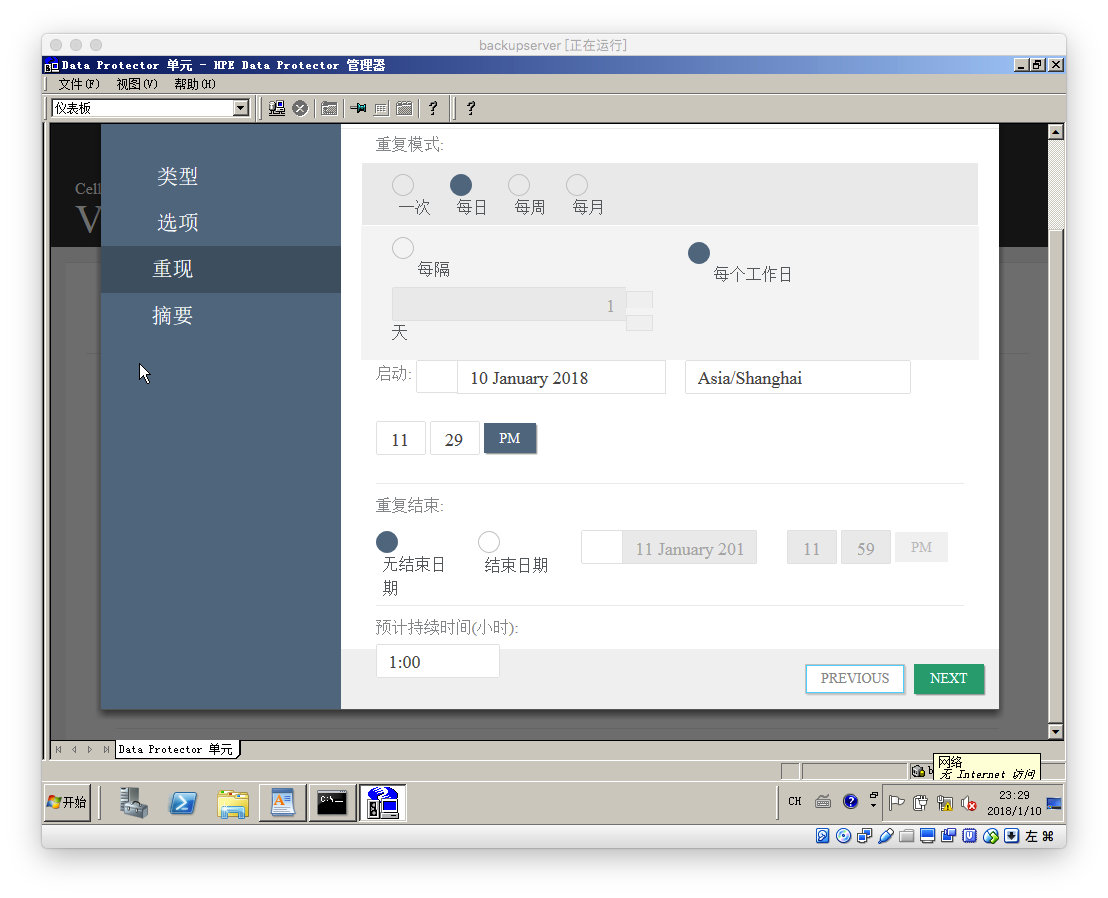 backupserver [正在运行]
Data Protector 单元 - HPE Data Protector 管理器
文件(F) 视图(V) 帮助(H)
仪表板
? ?
Cell
V
类型
选项
重现
摘要
重复模式:
一次 每日 每周 每月
每隔 每个工作日
1
天
启动: 10 January 2018 Asia/Shanghai
11 29 PM
重复结束:
无结束日期 结束日期 11 January 201 11 59 PM
预计持续时间(小时):
1:00
PREVIOUS NEXT
Data Protector 单元
网络
无 Internet 访问
b
开始
C:\
CH
23:29
2018/1/10
左 ⌘